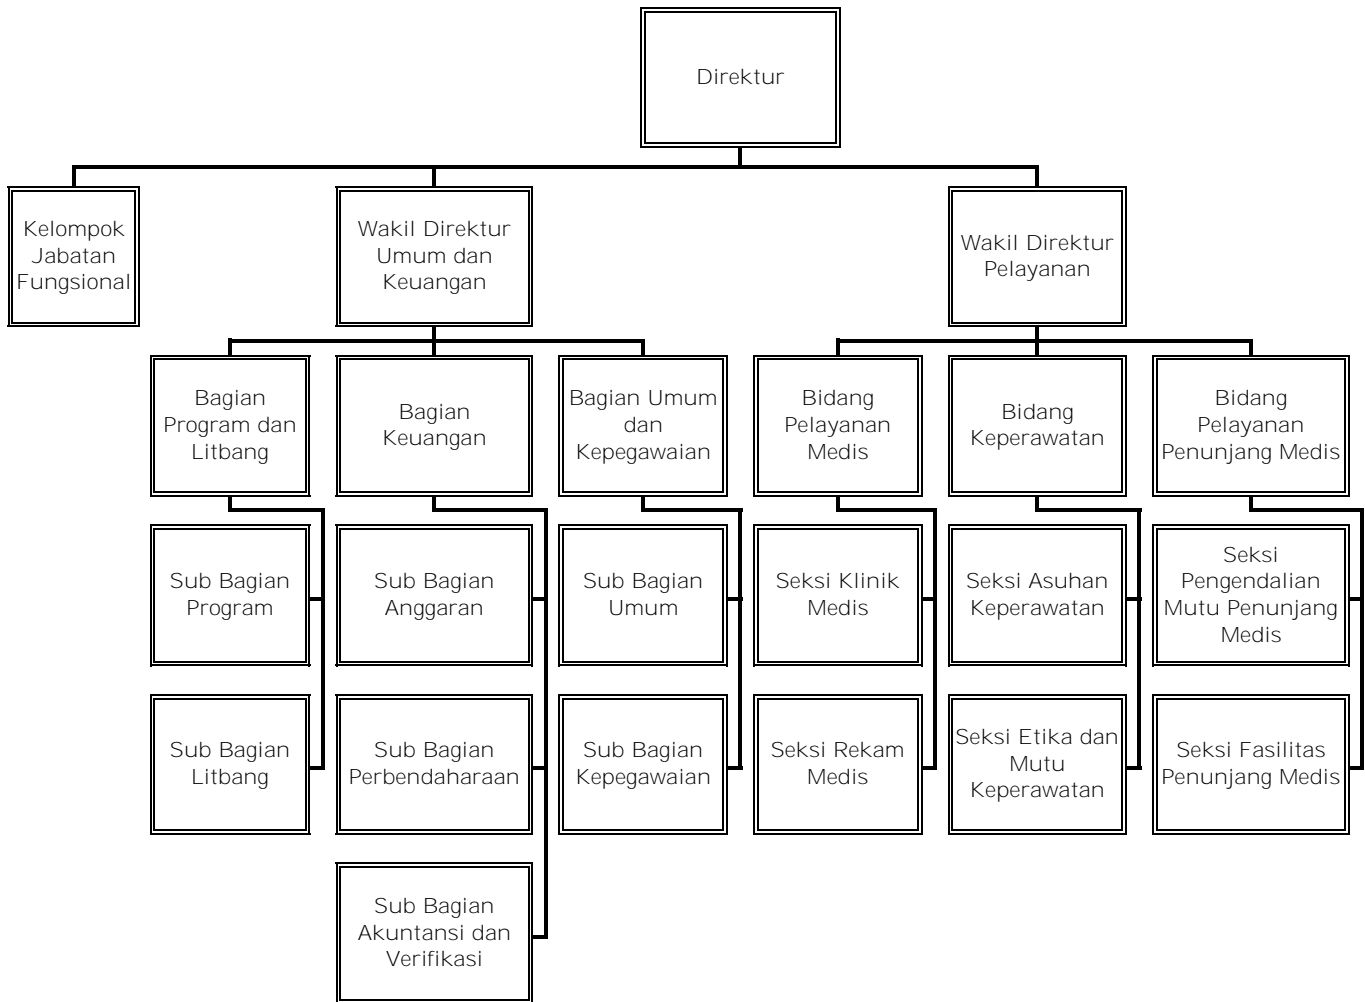 Direktur
Kelompok
Jabatan
Fungsional
Wakil Direktur
Umum dan
Keuangan
Wakil Direktur
Pelayanan
Bagian
Program dan
Litbang
Bagian
Keuangan
Bagian Umum
dan
Kepegawaian
Bidang
Pelayanan
Medis
Bidang
Keperawatan
Bidang
Pelayanan
Penunjang Medis
Sub Bagian
Program
Sub Bagian
Anggaran
Sub Bagian
Umum
Seksi Klinik
Medis
Seksi Asuhan
Keperawatan
Seksi
Pengendalian
Mutu Penunjang
Medis
Sub Bagian
Litbang
Sub Bagian
Perbendaharaan
Sub Bagian
Kepegawaian
Seksi Rekam
Medis
Seksi Etika dan
Mutu
Keperawatan
Seksi Fasilitas
Penunjang Medis
Sub Bagian
Akuntansi dan
Verifikasi